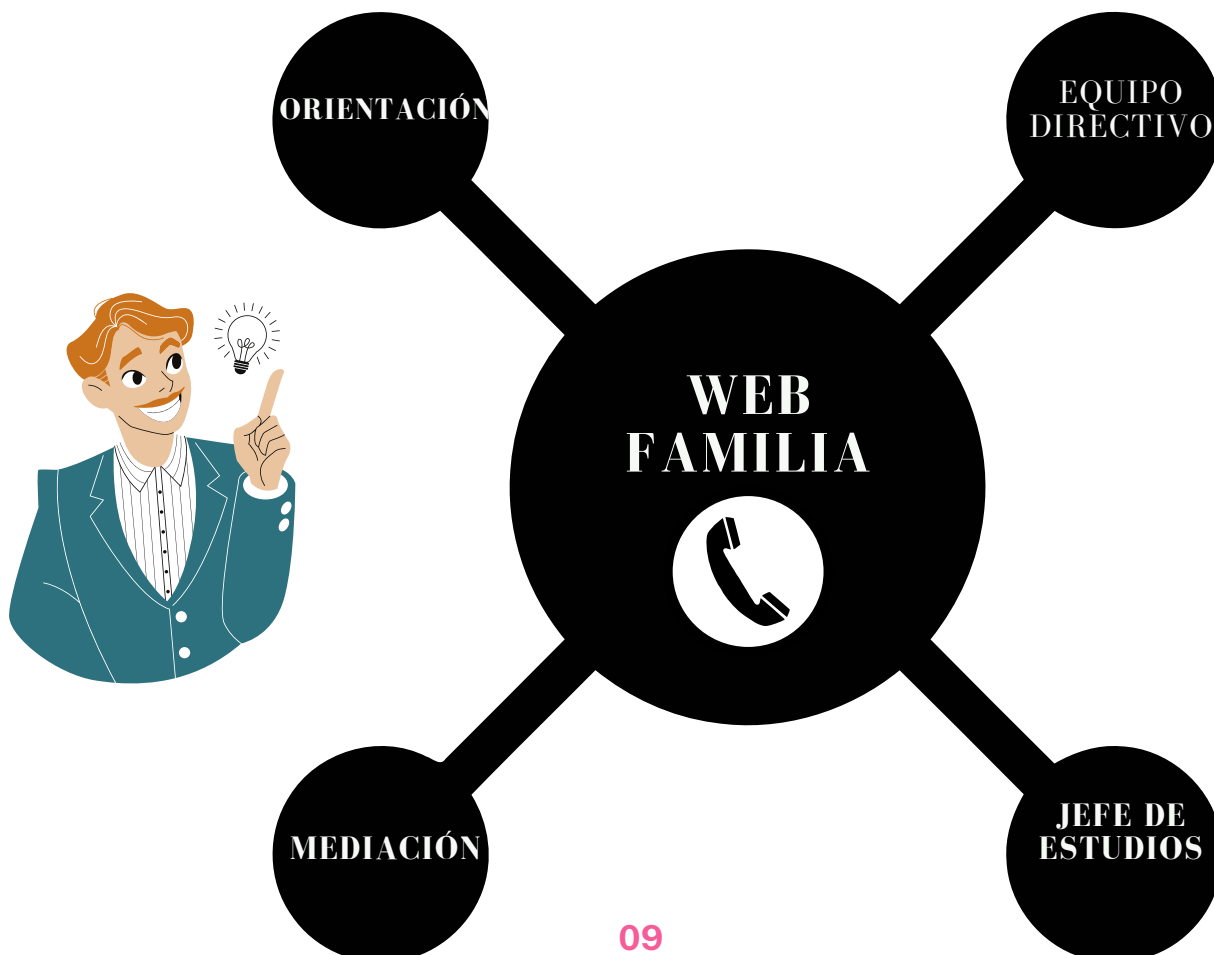 ORIENTACIÓN
EQUIPO
DIRECTIVO
WEB
FAMILIA
MEDIACIÓN
JEFE DE
ESTUDIOS
09